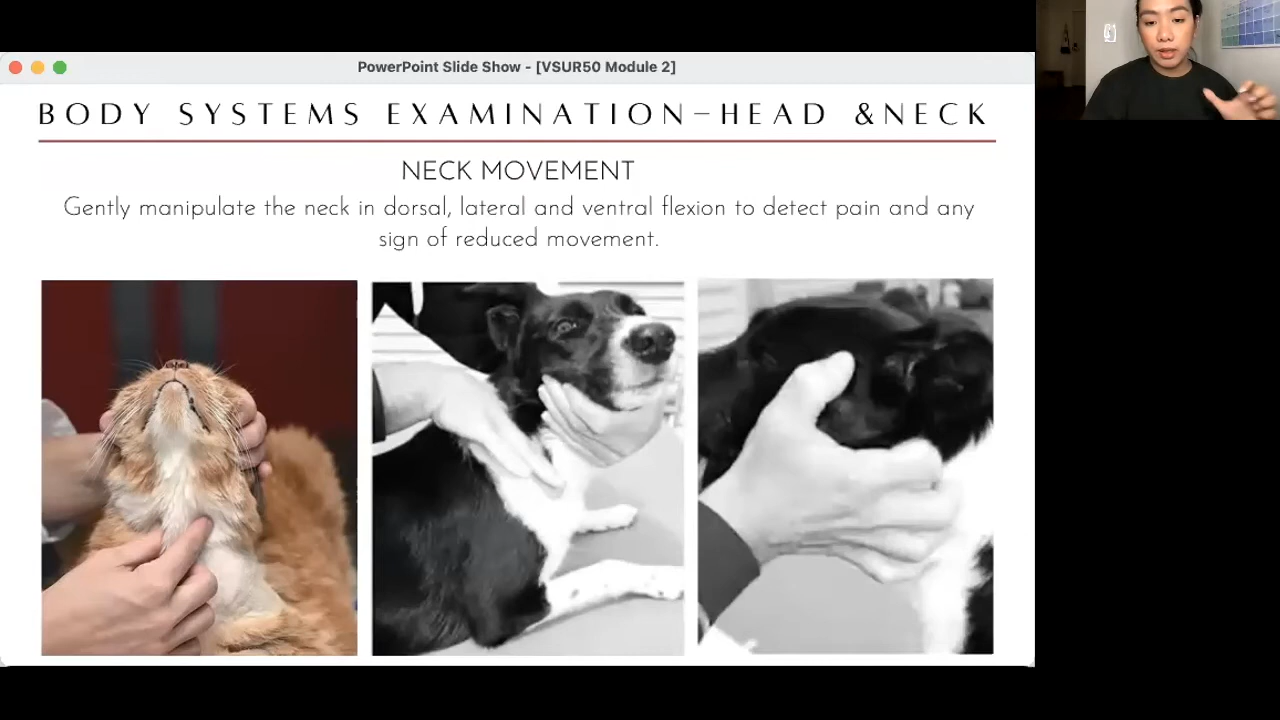 PowerPoint Slide Show - [VSUR50 Module 2]
BODY SYSTEMS EXAMINATION–HEAD &NECK
NECK MOVEMENT
Gently manipulate the neck in dorsal, lateral and ventral flexion to detect pain and any
sign of reduced movement.